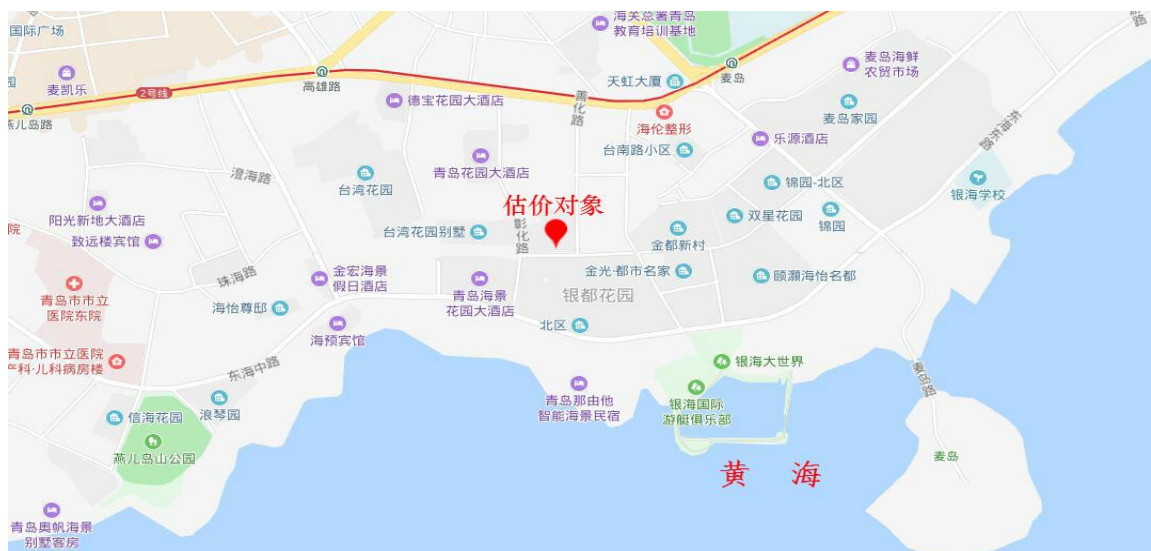 国际广场
海关总署青岛
教育培训基地
麦凯乐
2号线
高雄路
燕儿岛路
德宝花园大酒店
善化路
天虹大厦
麦岛
麦岛海鲜
农贸市场
麦岛家园
东海东路
海伦整形
台南路小区
乐源酒店
澄海路
台湾花园
青岛花园大酒店
锦园-北区
银海学校
阳光新地大酒店
估价对象
双星花园
锦园
院
致远楼宾馆
台湾花园别墅
彰化路
金都新村
珠海路
金宏海景
假日酒店
青岛海景
花园大酒店
金光·都市名家
颐灏海怡名都
银都花园
青岛市市立
医院东院
海怡尊邸
海预宾馆
北区
青岛市市立医院
产科·儿科病房楼
东海中路
银海大世界
青岛那由他
智能海景民宿
银海国际
游艇俱乐部
信海花园
浪琴园
燕儿岛山公园
麦岛
黄 海
青岛奥帆海景
别墅客房